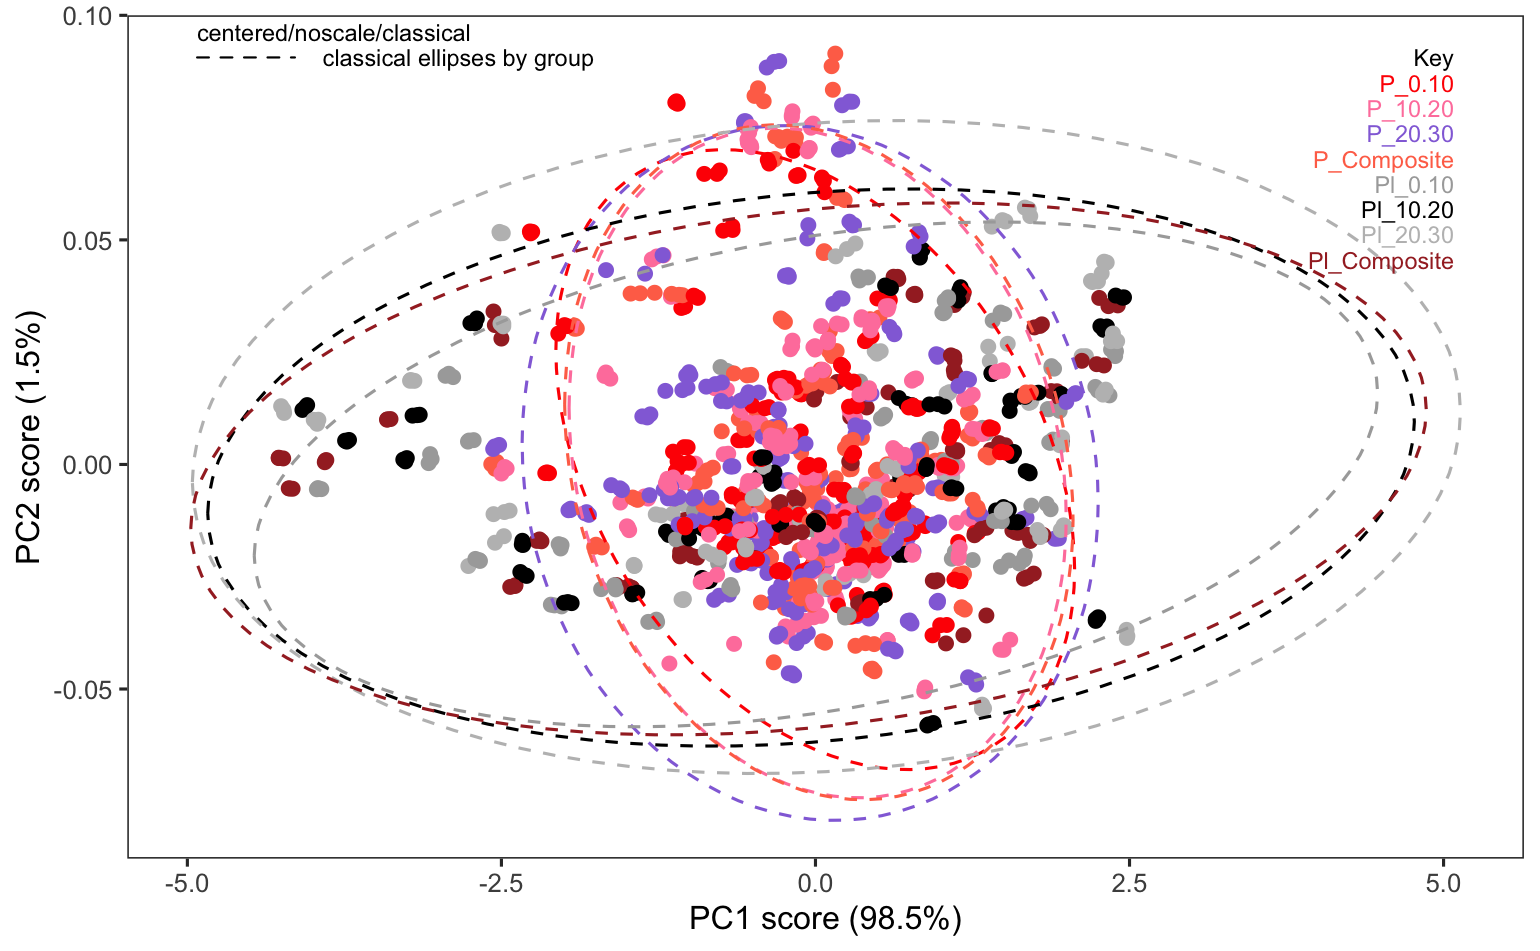 centered/noscale/classical
classical ellipses by group
Key
P_0.10
P_10.20
P_20.30
P_Composite
Pl_0.10
Pl_10.20
Pl_20.30
Pl_Composite
0.10
0.05
0.00
-0.05
PC2 score (1.5%)
-5.0 -2.5 0.0 2.5 5.0
PC1 score (98.5%)